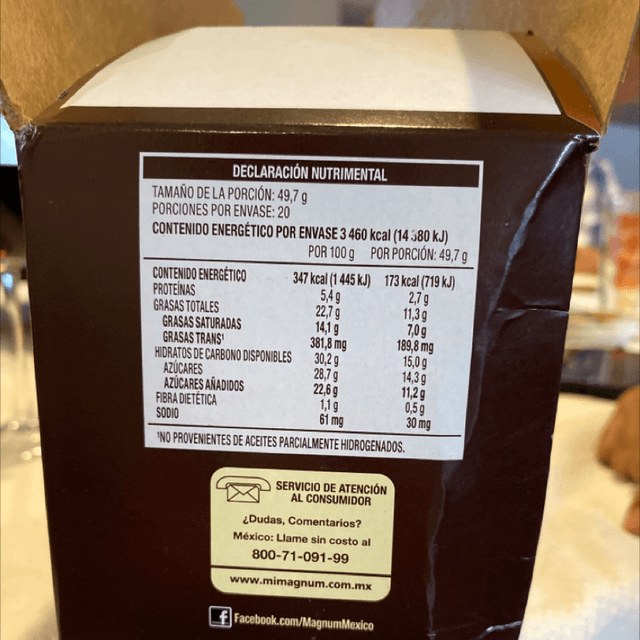 DECLARACIÓN NUTRIMENTAL
TAMAÑO DE LA PORCIÓN: 49,7 g
PORCIONES POR ENVASE: 20
CONTENIDO ENERGÉTICO POR ENVASE 3 460 kcal (14 380 kJ)
POR 100 g POR PORCIÓN: 49,7 g
CONTENIDO ENERGÉTICO 347 kcal (1 445 kJ) 173 kcal (719 kJ)
PROTEÍNAS 5,4 g 2,7 g
GRASAS TOTALES 22,7 g 11,3 g
GRASAS SATURADAS 14,1 g 7,0 g
GRASAS TRANS¹ 381,8 mg 189,8 mg
HIDRATOS DE CARBONO DISPONIBLES 30,2 g 15,0 g
AZÚCARES 28,7 g 14,3 g
AZÚCARES AÑADIDOS 22,6 g 11,2 g
FIBRA DIETÉTICA 1,1 g 0,5 g
SODIO 61 mg 30 mg
¹NO PROVENIENTES DE ACEITES PARCIALMENTE HIDROGENADOS.
SERVICIO DE ATENCIÓN
AL CONSUMIDOR
¿Dudas, Comentarios?
México: Llame sin costo al
800-71-091-99
www.mimagnum.com.mx
f Facebook.com/MagnumMexico